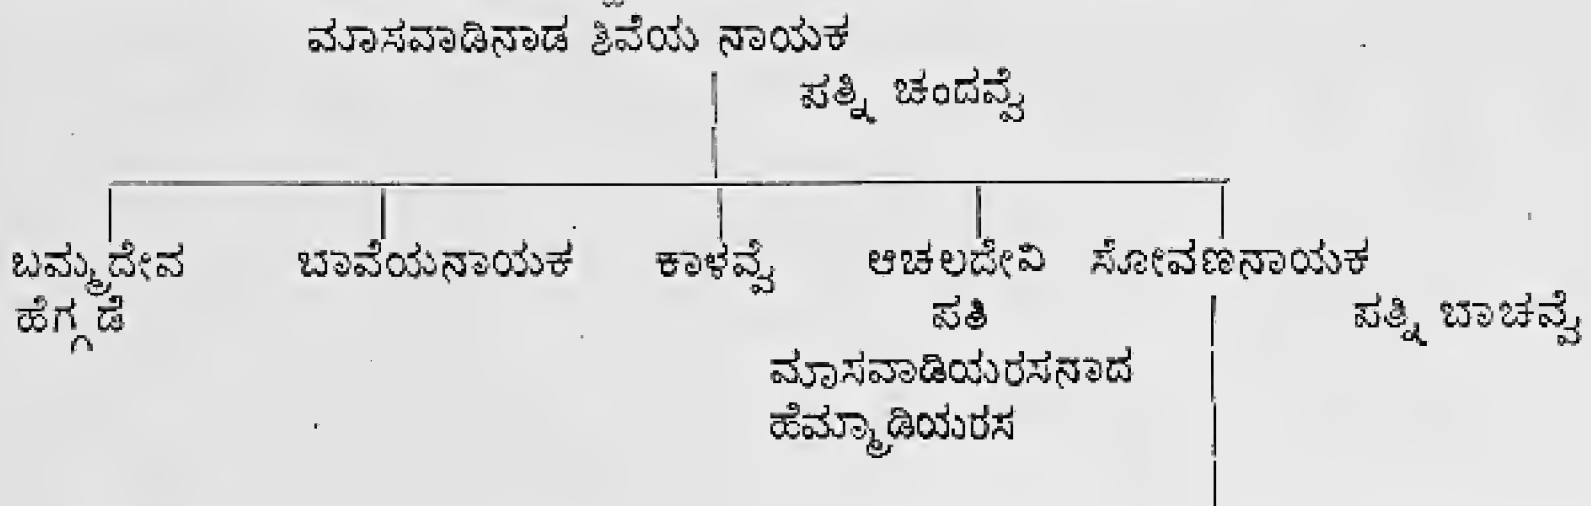 ಮಾಸವಾಡಿನಾಡ ಶಿವೆಯ ನಾಯಕ
ಪತ್ನಿ ಚಂದವ್ವೆ
ಬಮ್ಮದೇವ ಬಾವೆಯನಾಯಕ ಕಾಳವ್ವೆ ಆಚಲದೇವಿ ಸೋವಣನಾಯಕ
ಹೆಗ್ಗಡೆ ಪತಿ ಪತ್ನಿ ಬಾಚವ್ವೆ
ಮಾಸವಾಡಿಯರಸನಾದ
ಹೆಮ್ಮಾಡಿಯರಸ